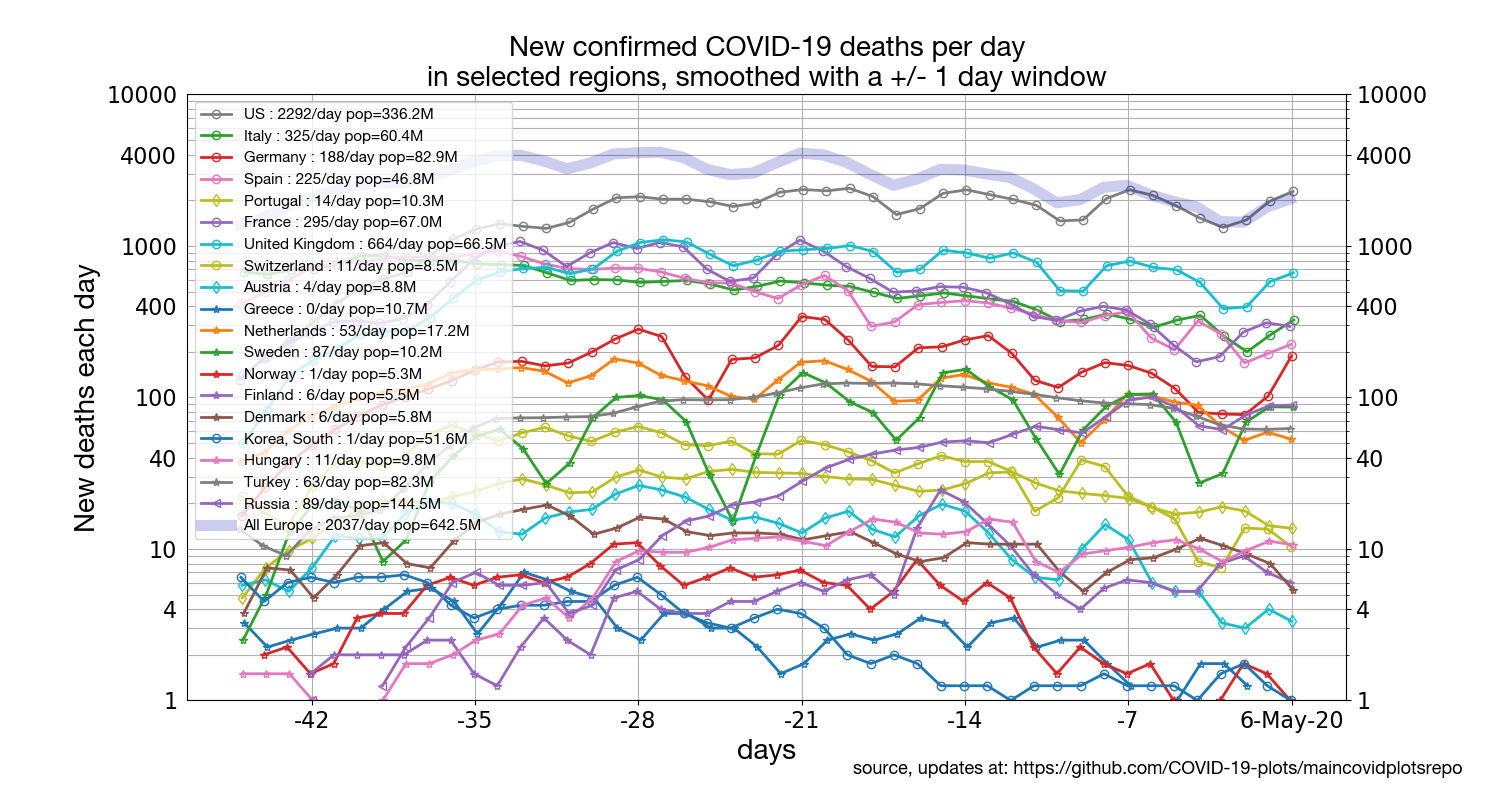 New confirmed COVID-19 deaths per day
in selected regions, smoothed with a +/- 1 day window
New deaths each day
10000
4000
1000
400
100
40
10
4
1
US : 2292/day pop=336.2M
Italy : 325/day pop=60.4M
Germany : 188/day pop=82.9M
Spain : 225/day pop=46.8M
Portugal : 14/day pop=10.3M
France : 295/day pop=67.0M
United Kingdom : 664/day pop=66.5M
Switzerland : 11/day pop=8.5M
Austria : 4/day pop=8.8M
Greece : 0/day pop=10.7M
Netherlands : 53/day pop=17.2M
Sweden : 87/day pop=10.2M
Norway : 1/day pop=5.3M
Finland : 6/day pop=5.5M
Denmark : 6/day pop=5.8M
Korea, South : 1/day pop=51.6M
Hungary : 11/day pop=9.8M
Turkey : 63/day pop=82.3M
Russia : 89/day pop=144.5M
All Europe : 2037/day pop=642.5M
10000
4000
1000
400
100
40
10
4
1
-42 -35 -28 -21 -14 -7 6-May-20
days
source, updates at: https://github.com/COVID-19-plots/maincovidplotsrepo